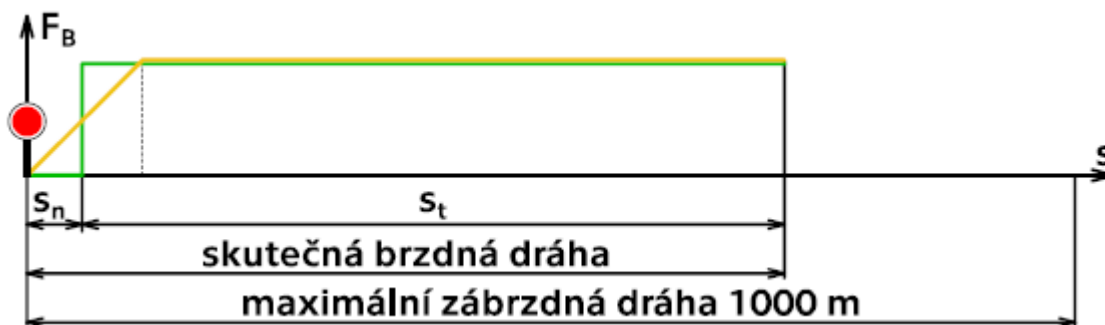 F_B
s
s_n
s_t
skutečná brzdná dráha
maximální zábrzdná dráha 1000 m